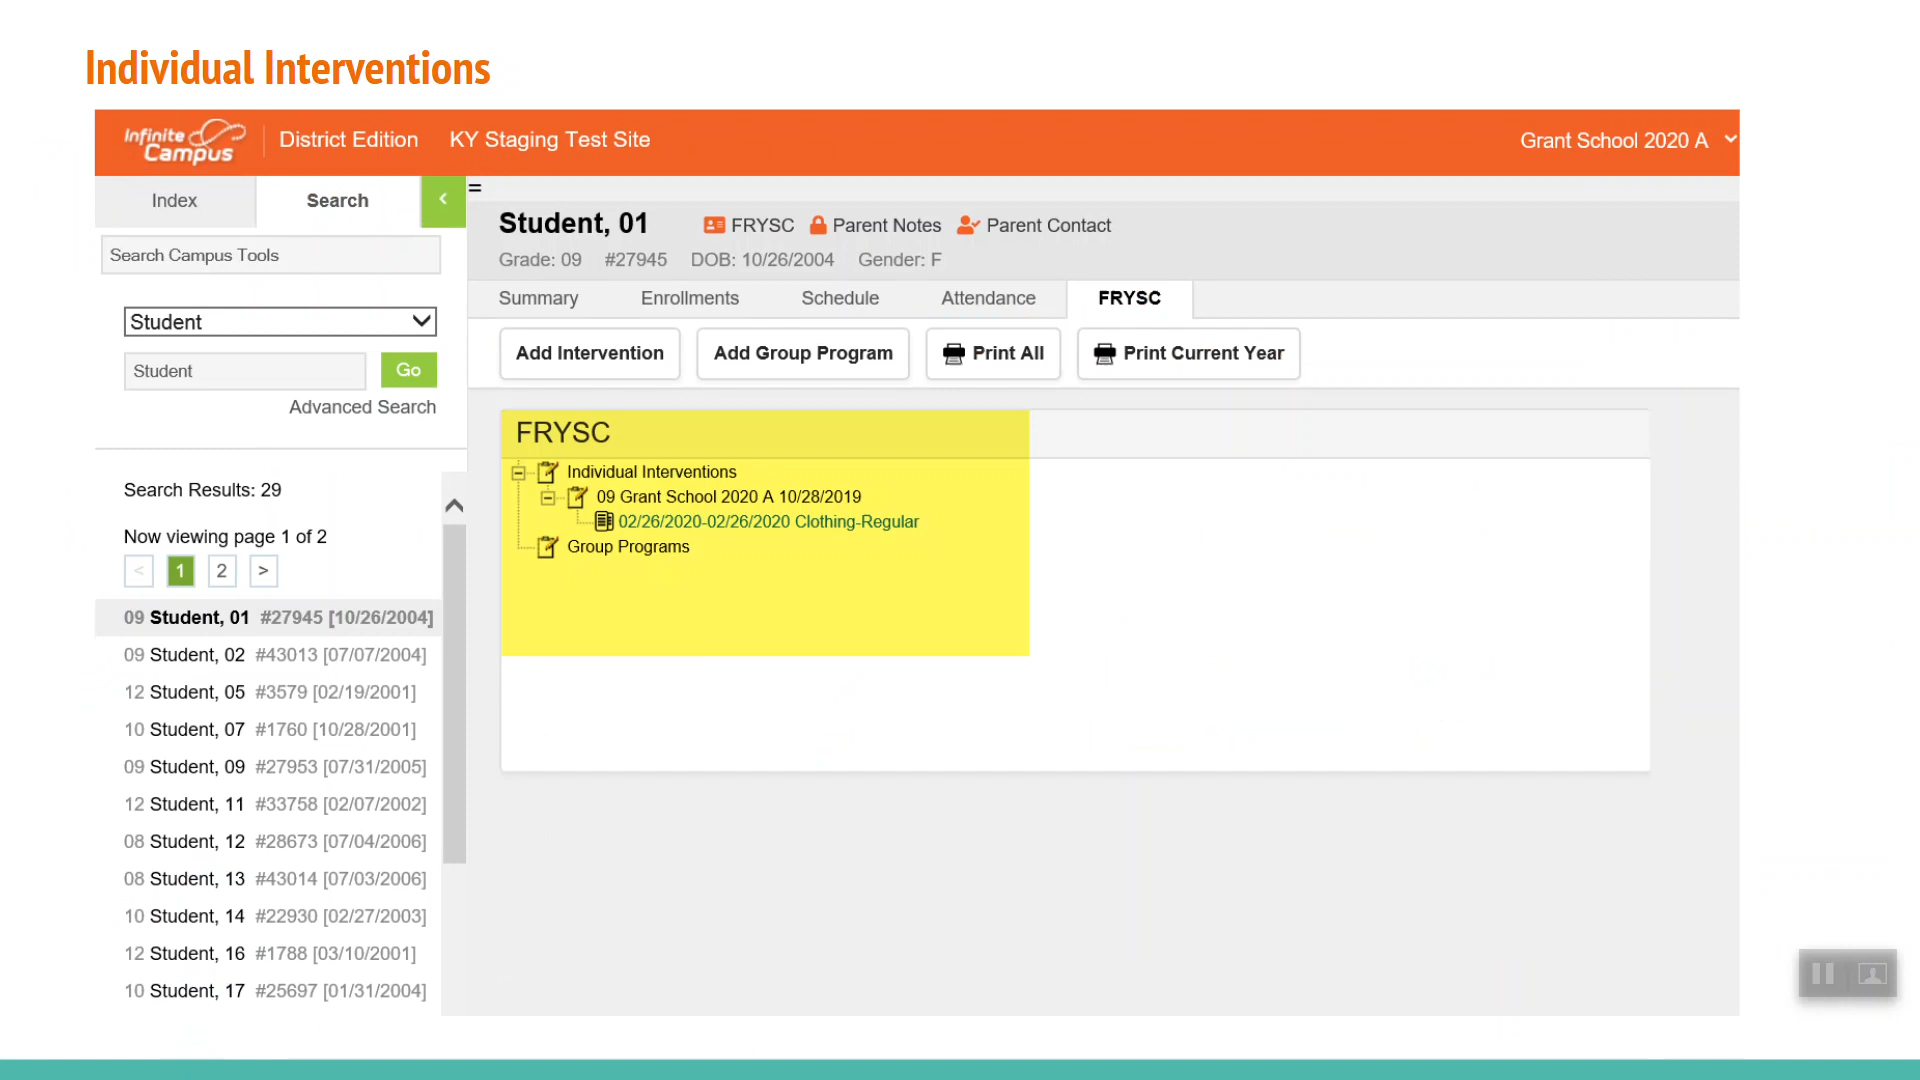 Individual Interventions
Infinite Campus
District Edition
KY Staging Test Site
Grant School 2020 A
Index
Search
<
=
Search Campus Tools
Student
Student
Go
Advanced Search
Search Results: 29
Now viewing page 1 of 2
< 1 2 >
09 Student, 01 #27945 [10/26/2004]
09 Student, 02 #43013 [07/07/2004]
12 Student, 05 #3579 [02/19/2001]
10 Student, 07 #1760 [10/28/2001]
09 Student, 09 #27953 [07/31/2005]
12 Student, 11 #33758 [02/07/2002]
08 Student, 12 #28673 [07/04/2006]
08 Student, 13 #43014 [07/03/2006]
10 Student, 14 #22930 [02/27/2003]
12 Student, 16 #1788 [03/10/2001]
10 Student, 17 #25697 [01/31/2004]
Student, 01
FRYSC
Parent Notes
Parent Contact
Grade: 09 #27945 DOB: 10/26/2004 Gender: F
Summary
Enrollments
Schedule
Attendance
FRYSC
Add Intervention
Add Group Program
Print All
Print Current Year
FRYSC
Individual Interventions
09 Grant School 2020 A 10/28/2019
02/26/2020-02/26/2020 Clothing-Regular
Group Programs